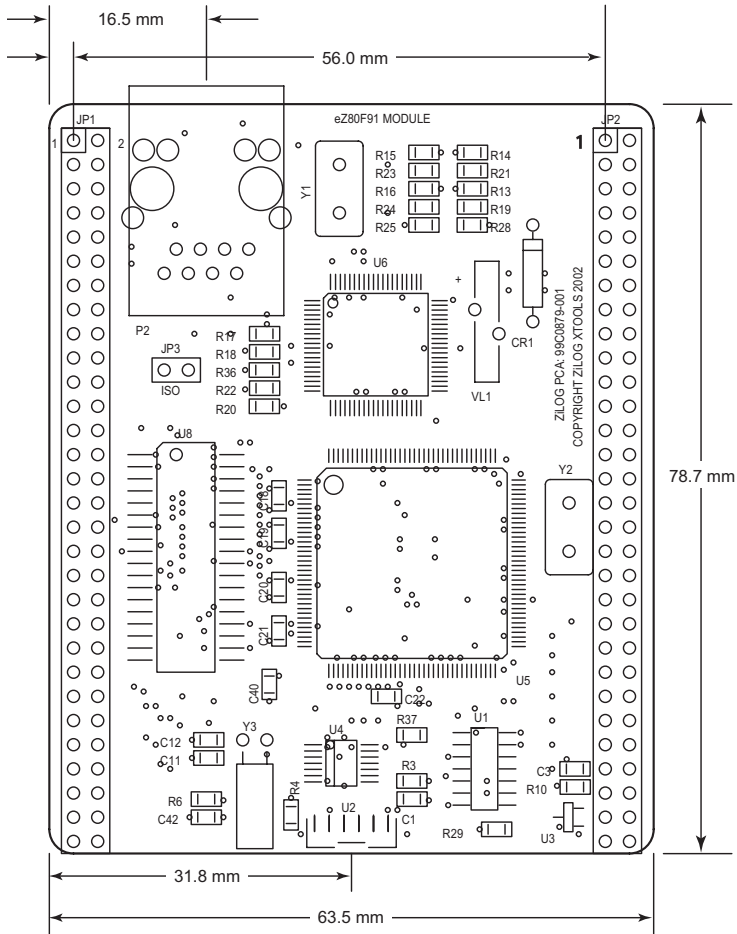 16.5 mm
56.0 mm
eZ80F91 MODULE
JP1
JP2
1
2
1
R15
R14
R23
R21
R16
R13
R24
R19
R25
R28
Y1
U6
+
CR1
VL1
ZiLOG PCA: 99C0879-001
COPYRIGHT ZILOG XTOOLS 2002
P2
R17
JP3
R18
R36
ISO
R22
R20
U8
Y2
78.7 mm
C18
C19
C20
C21
U5
C40
C22
Y3
U4
R37
U1
C12
C11
C3
R3
R10
R4
R6
C42
U2
C1
R29
U3
31.8 mm
63.5 mm